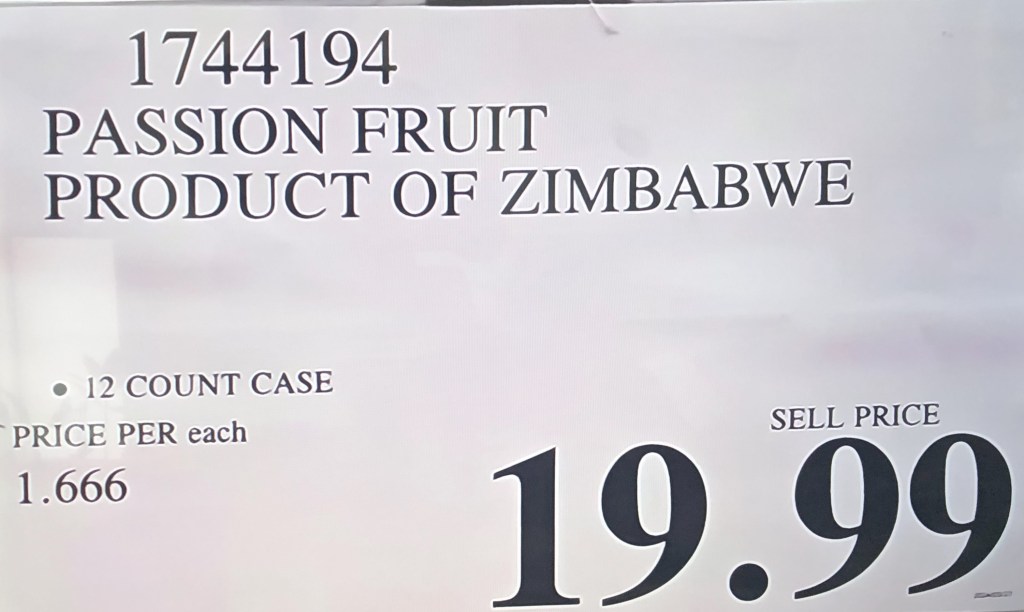 1744194
PASSION FRUIT
PRODUCT OF ZIMBABWE
• 12 COUNT CASE
PRICE PER each
1.666
SELL PRICE
19.99